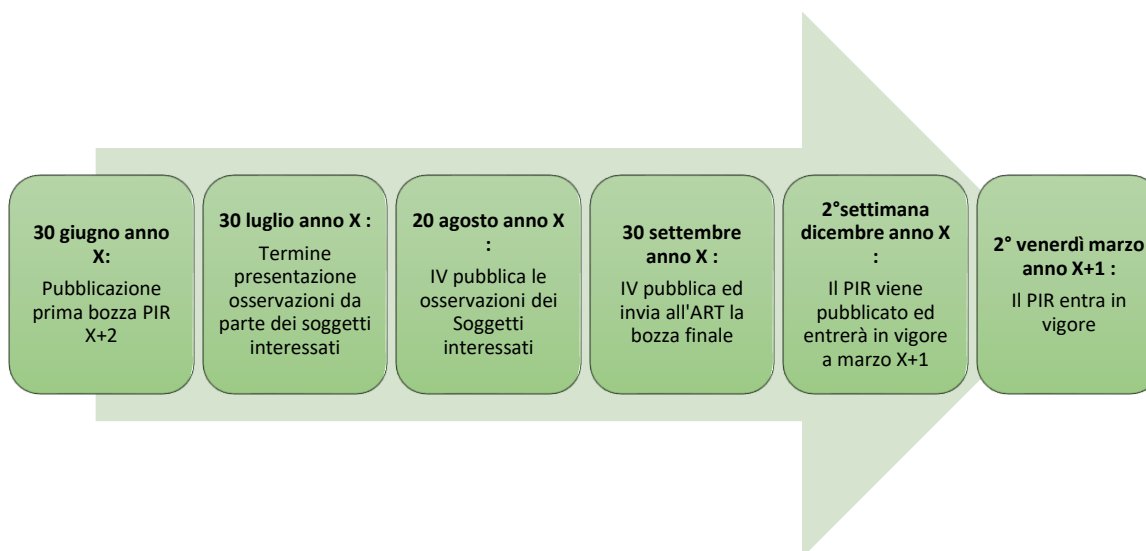 30 giugno anno
X:
Pubblicazione
prima bozza PIR
X+2
30 luglio anno X :
Termine
presentazione
osservazioni da
parte dei soggetti
interessati
20 agosto anno X
:
IV pubblica le
osservazioni dei
Soggetti
interessati
30 settembre
anno X :
IV pubblica ed
invia all'ART la
bozza finale
2°settimana
dicembre anno X
:
Il PIR viene
pubblicato ed
entrerà in vigore
a marzo X+1
2° venerdì marzo
anno X+1 :
Il PIR entra in
vigore